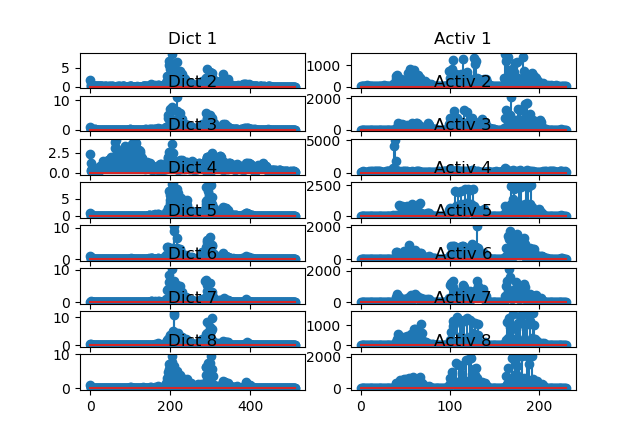 Dict 1
Activ 1
5
0
1000
0
Dict 2
Activ 2
10
0
2000
0
Dict 3
Activ 3
2.5
0.0
5000
0
Dict 4
Activ 4
5
0
2500
0
Dict 5
Activ 5
10
0
2000
0
Dict 6
Activ 6
10
0
2000
0
Dict 7
Activ 7
10
0
1000
0
Dict 8
Activ 8
10
0
2000
0
0 200 400
0 100 200